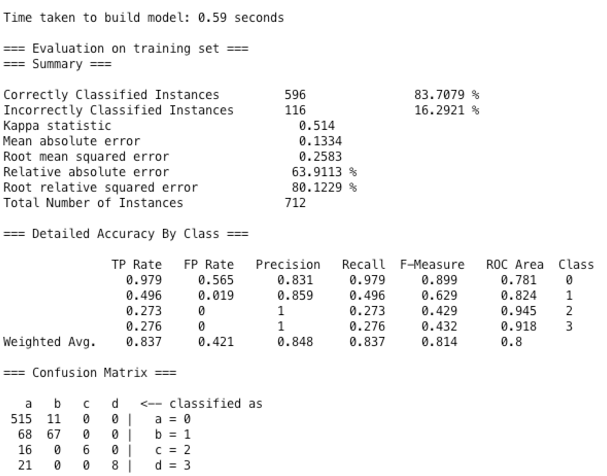 Time taken to build model: 0.59 seconds
=== Evaluation on training set ===
=== Summary ===
Correctly Classified Instances 596 83.7079 %
Incorrectly Classified Instances 116 16.2921 %
Kappa statistic 0.514
Mean absolute error 0.1334
Root mean squared error 0.2583
Relative absolute error 63.9113 %
Root relative squared error 80.1229 %
Total Number of Instances 712
=== Detailed Accuracy By Class ===
TP Rate FP Rate Precision Recall F-Measure ROC Area Class
0.979 0.565 0.831 0.979 0.899 0.781 0
0.496 0.019 0.859 0.496 0.629 0.824 1
0.273 0 1 0.273 0.429 0.945 2
0.276 0 1 0.276 0.432 0.918 3
Weighted Avg. 0.837 0.421 0.848 0.837 0.814 0.8
=== Confusion Matrix ===
a b c d <-- classified as
515 11 0 0 | a = 0
68 67 0 0 | b = 1
16 0 6 0 | c = 2
21 0 0 8 | d = 3